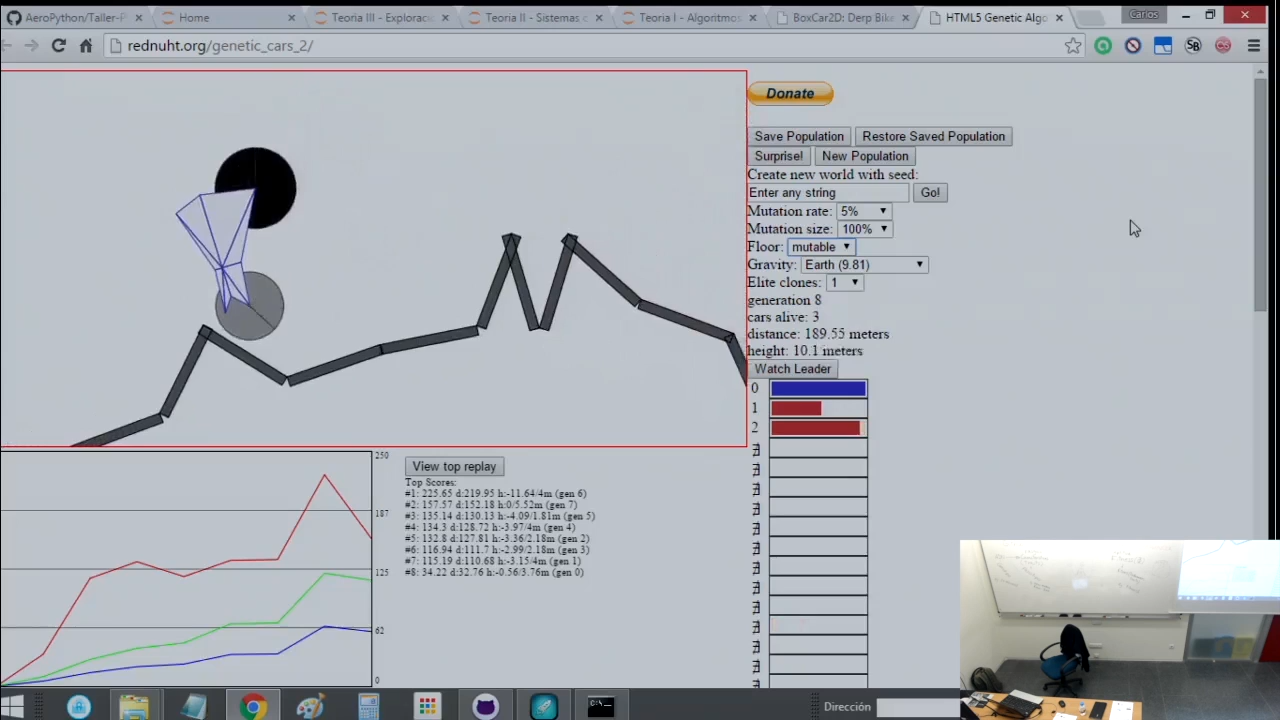 AeroPython/Taller-P
Home
Teoria III - Exploraci
Teoria II - Sistemas c
Teoria I - Algoritmos
BoxCar2D: Derp Bike
HTML5 Genetic Algo
Carlos
rednuht.org/genetic_cars_2/
Donate
Save Population Restore Saved Population
Surprise! New Population
Create new world with seed:
Enter any string Go!
Mutation rate: 5%
Mutation size: 100%
Floor: mutable
Gravity: Earth (9.81)
Elite clones: 1
generation 8
cars alive: 3
distance: 189.55 meters
height: 10.1 meters
Watch Leader
0
1
2
∄
∄
∄
∄
∄
∄
∄
∄
∄
∄
∄
∄
∄
250
187
125
62
0
View top replay
Top Scores:
#1: 225.65 d:219.95 h:-11.64/4m (gen 6)
#2: 157.57 d:152.18 h:0/5.52m (gen 7)
#3: 135.14 d:130.13 h:-4.09/1.81m (gen 5)
#4: 134.3 d:128.72 h:-3.97/4m (gen 4)
#5: 132.8 d:127.81 h:-3.36/2.18m (gen 2)
#6: 116.94 d:111.7 h:-2.99/2.18m (gen 3)
#7: 115.19 d:110.68 h:-3.15/4m (gen 1)
#8: 34.22 d:32.76 h:-0.56/3.76m (gen 0)
Dirección